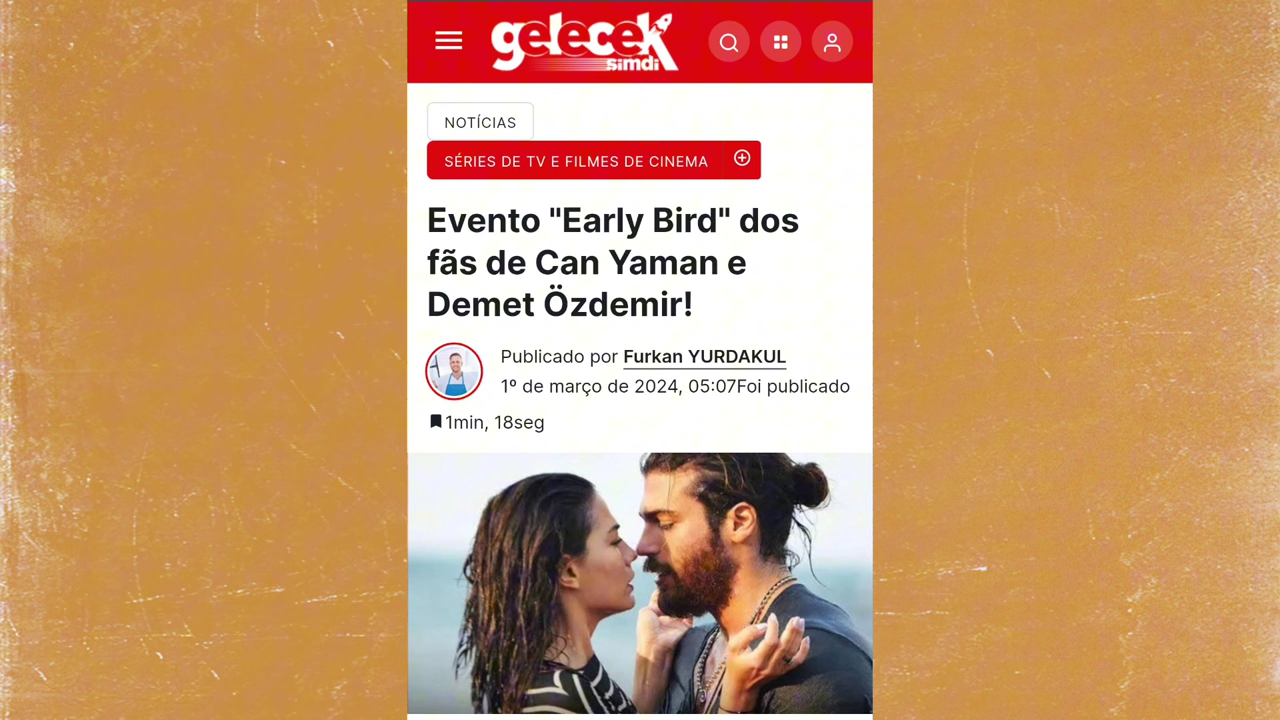 gelecek
simdi
NOTÍCIAS
SÉRIES DE TV E FILMES DE CINEMA
Evento "Early Bird" dos
fãs de Can Yaman e
Demet Özdemir!
Publicado por Furkan YURDAKUL
1º de março de 2024, 05:07Foi publicado
1min, 18seg